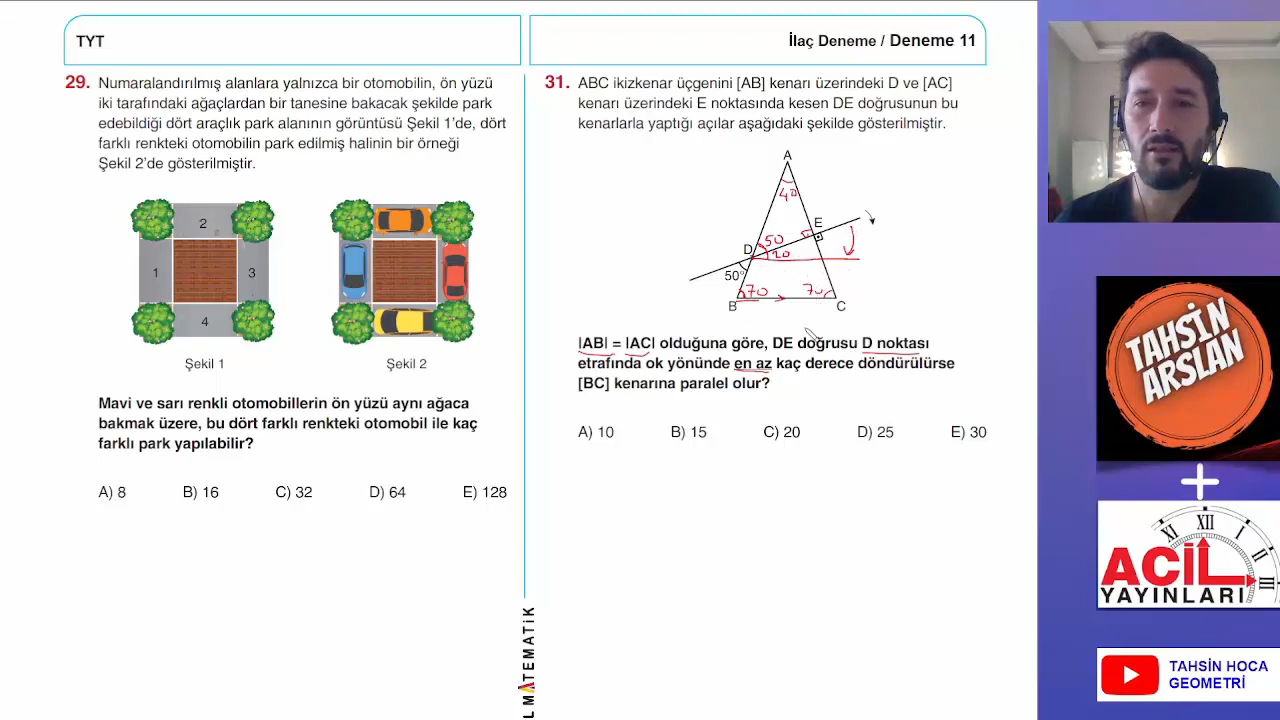 TYT
29. Numaralandırılmış alanlara yalnızca bir otomobilin, ön yüzü
iki tarafındaki ağaçlardan bir tanesine bakacak şekilde park
edebildiği dört araçlık park alanının görüntüsü Şekil 1'de, dört
farklı renkteki otomobilin park edilmiş halinin bir örneği
Şekil 2'de gösterilmiştir.
2
1
3
4
Şekil 1
Şekil 2
Mavi ve sarı renkli otomobillerin ön yüzü aynı ağaca
bakmak üzere, bu dört farklı renkteki otomobil ile kaç
farklı park yapılabilir?
A) 8 B) 16 C) 32 D) 64 E) 128
İlaç Deneme / Deneme 11
31. ABC ikizkenar üçgenini [AB] kenarı üzerindeki D ve [AC]
kenarı üzerindeki E noktasında kesen DE doğrusunun bu
kenarlarla yaptığı açılar aşağıdaki şekilde gösterilmiştir.
A
40
E
D
50
20
50°
70
70
B
C
|AB| = |AC| olduğuna göre, DE doğrusu D noktası
etrafında ok yönünde en az kaç derece döndürülürse
[BC] kenarına paralel olur?
A) 10 B) 15 C) 20 D) 25 E) 30
L MATEMATİK
TAHSİN
ARSLAN
+
XI XII I II III
ACİL
YAYINLARI
TAHSİN HOCA
GEOMETRİ